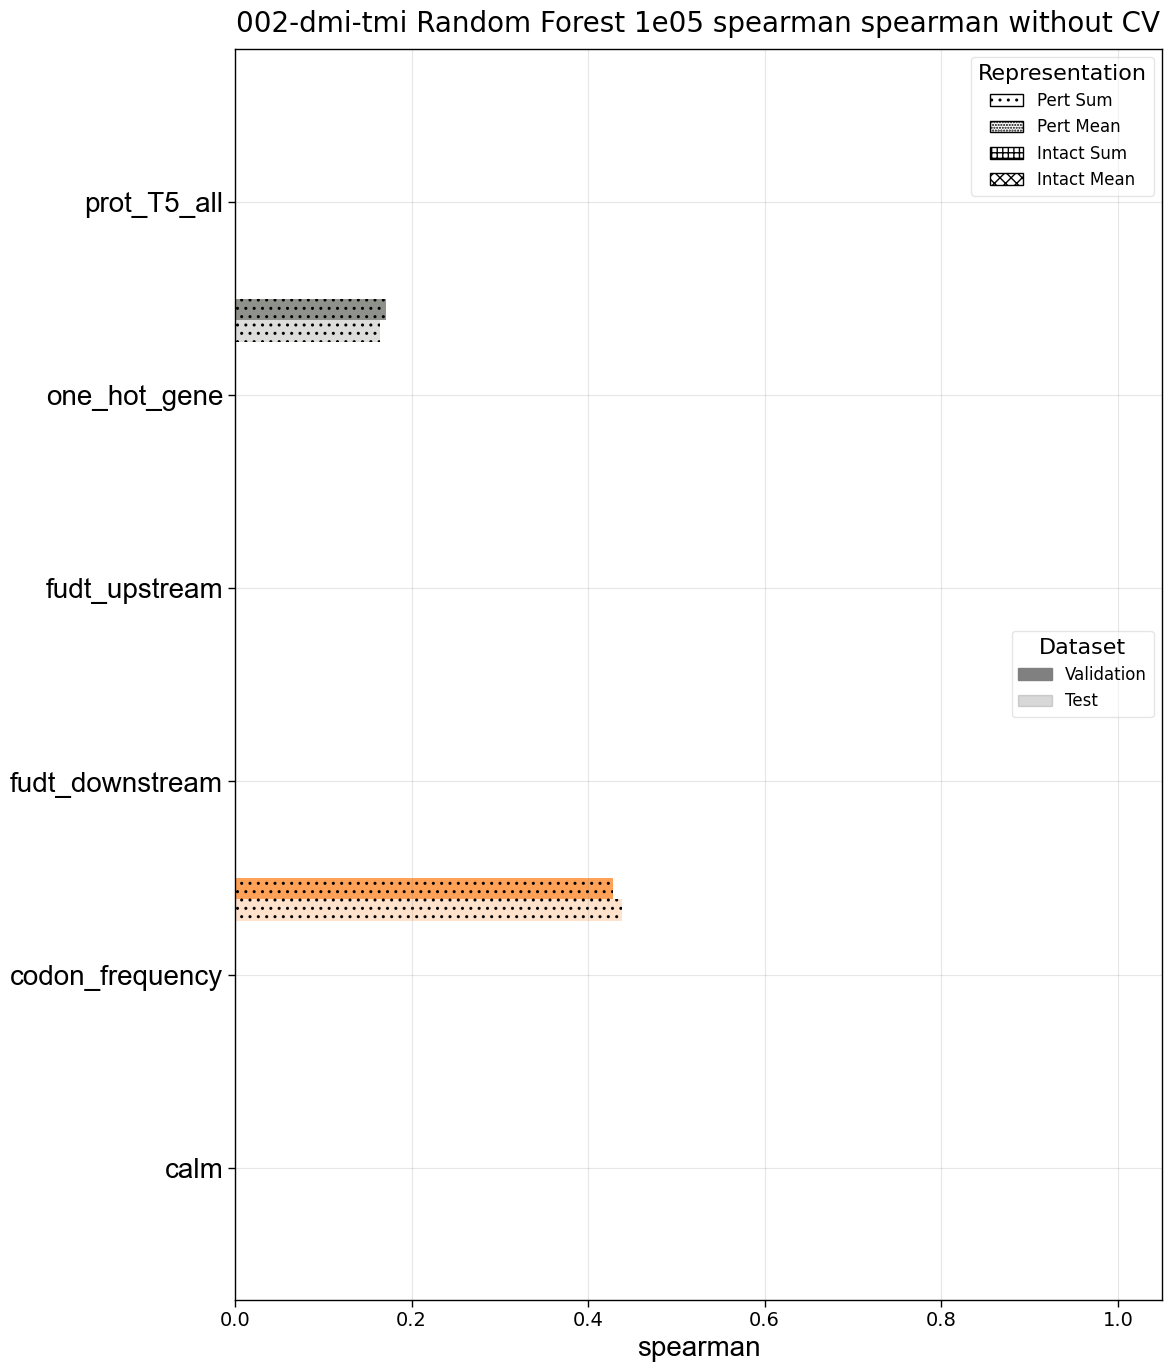 002-dmi-tmi Random Forest 1e05 spearman spearman without CV
Representation
Pert Sum
Pert Mean
Intact Sum
Intact Mean
prot_T5_all
one_hot_gene
fudt_upstream
Dataset
Validation
Test
fudt_downstream
codon_frequency
calm
0.0 0.2 0.4 0.6 0.8 1.0
spearman